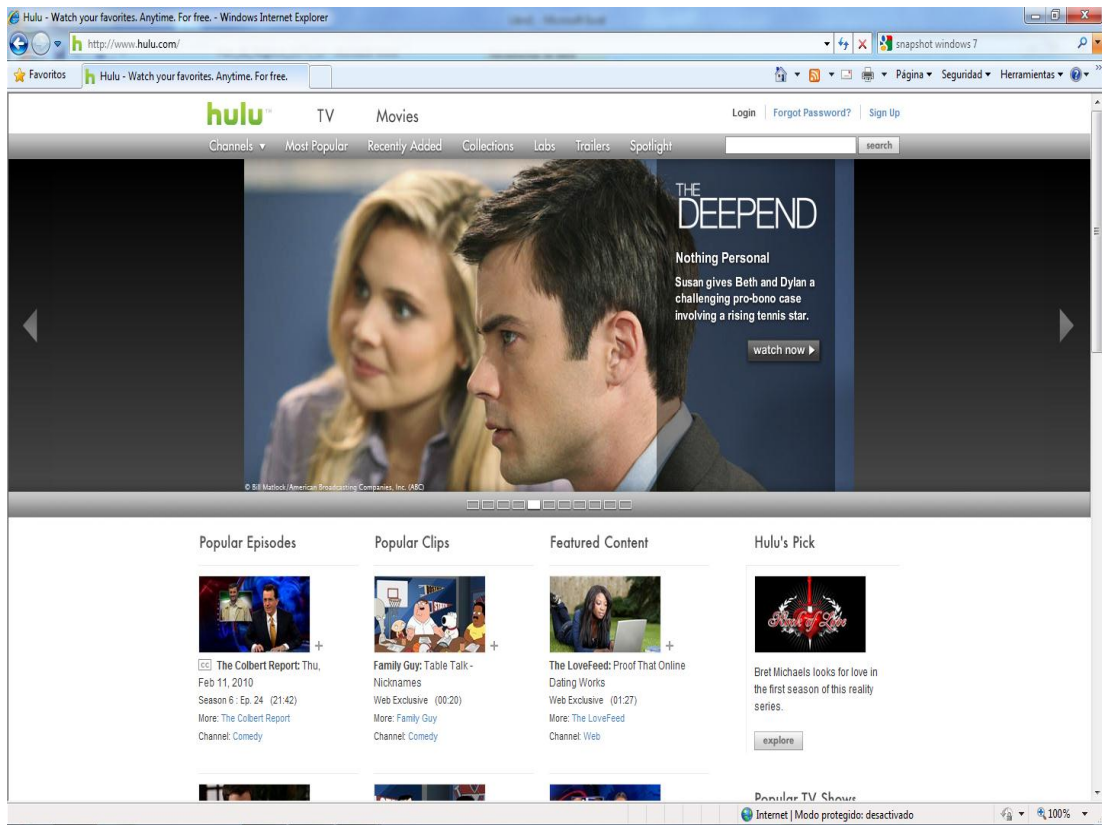 Hulu - Watch your favorites. Anytime. For free. - Windows Internet Explorer
http://www.hulu.com/
snapshot windows 7
Favoritos
Hulu - Watch your favorites. Anytime. For free.
Página Seguridad Herramientas
hulu™ TV Movies
Login Forgot Password? Sign Up
Channels Most Popular Recently Added Collections Labs Trailers Spotlight
search
THE
DEEPEND
Nothing Personal
Susan gives Beth and Dylan a
challenging pro-bono case
involving a rising tennis star.
watch now
© Bill Matlock/American Broadcasting Companies, Inc. (ABC)
Popular Episodes
cc The Colbert Report: Thu,
Feb 11, 2010
Season 6 : Ep. 24 (21:42)
More: The Colbert Report
Channel: Comedy
Popular Clips
Family Guy: Table Talk -
Nicknames
Web Exclusive (00:20)
More: Family Guy
Channel: Comedy
Featured Content
The LoveFeed: Proof That Online
Dating Works
Web Exclusive (01:27)
More: The LoveFeed
Channel: Web
Hulu's Pick
Rock of Love
Bret Michaels looks for love in
the first season of this reality
series.
explore
Popular TV Shows
Internet | Modo protegido: desactivado
100%